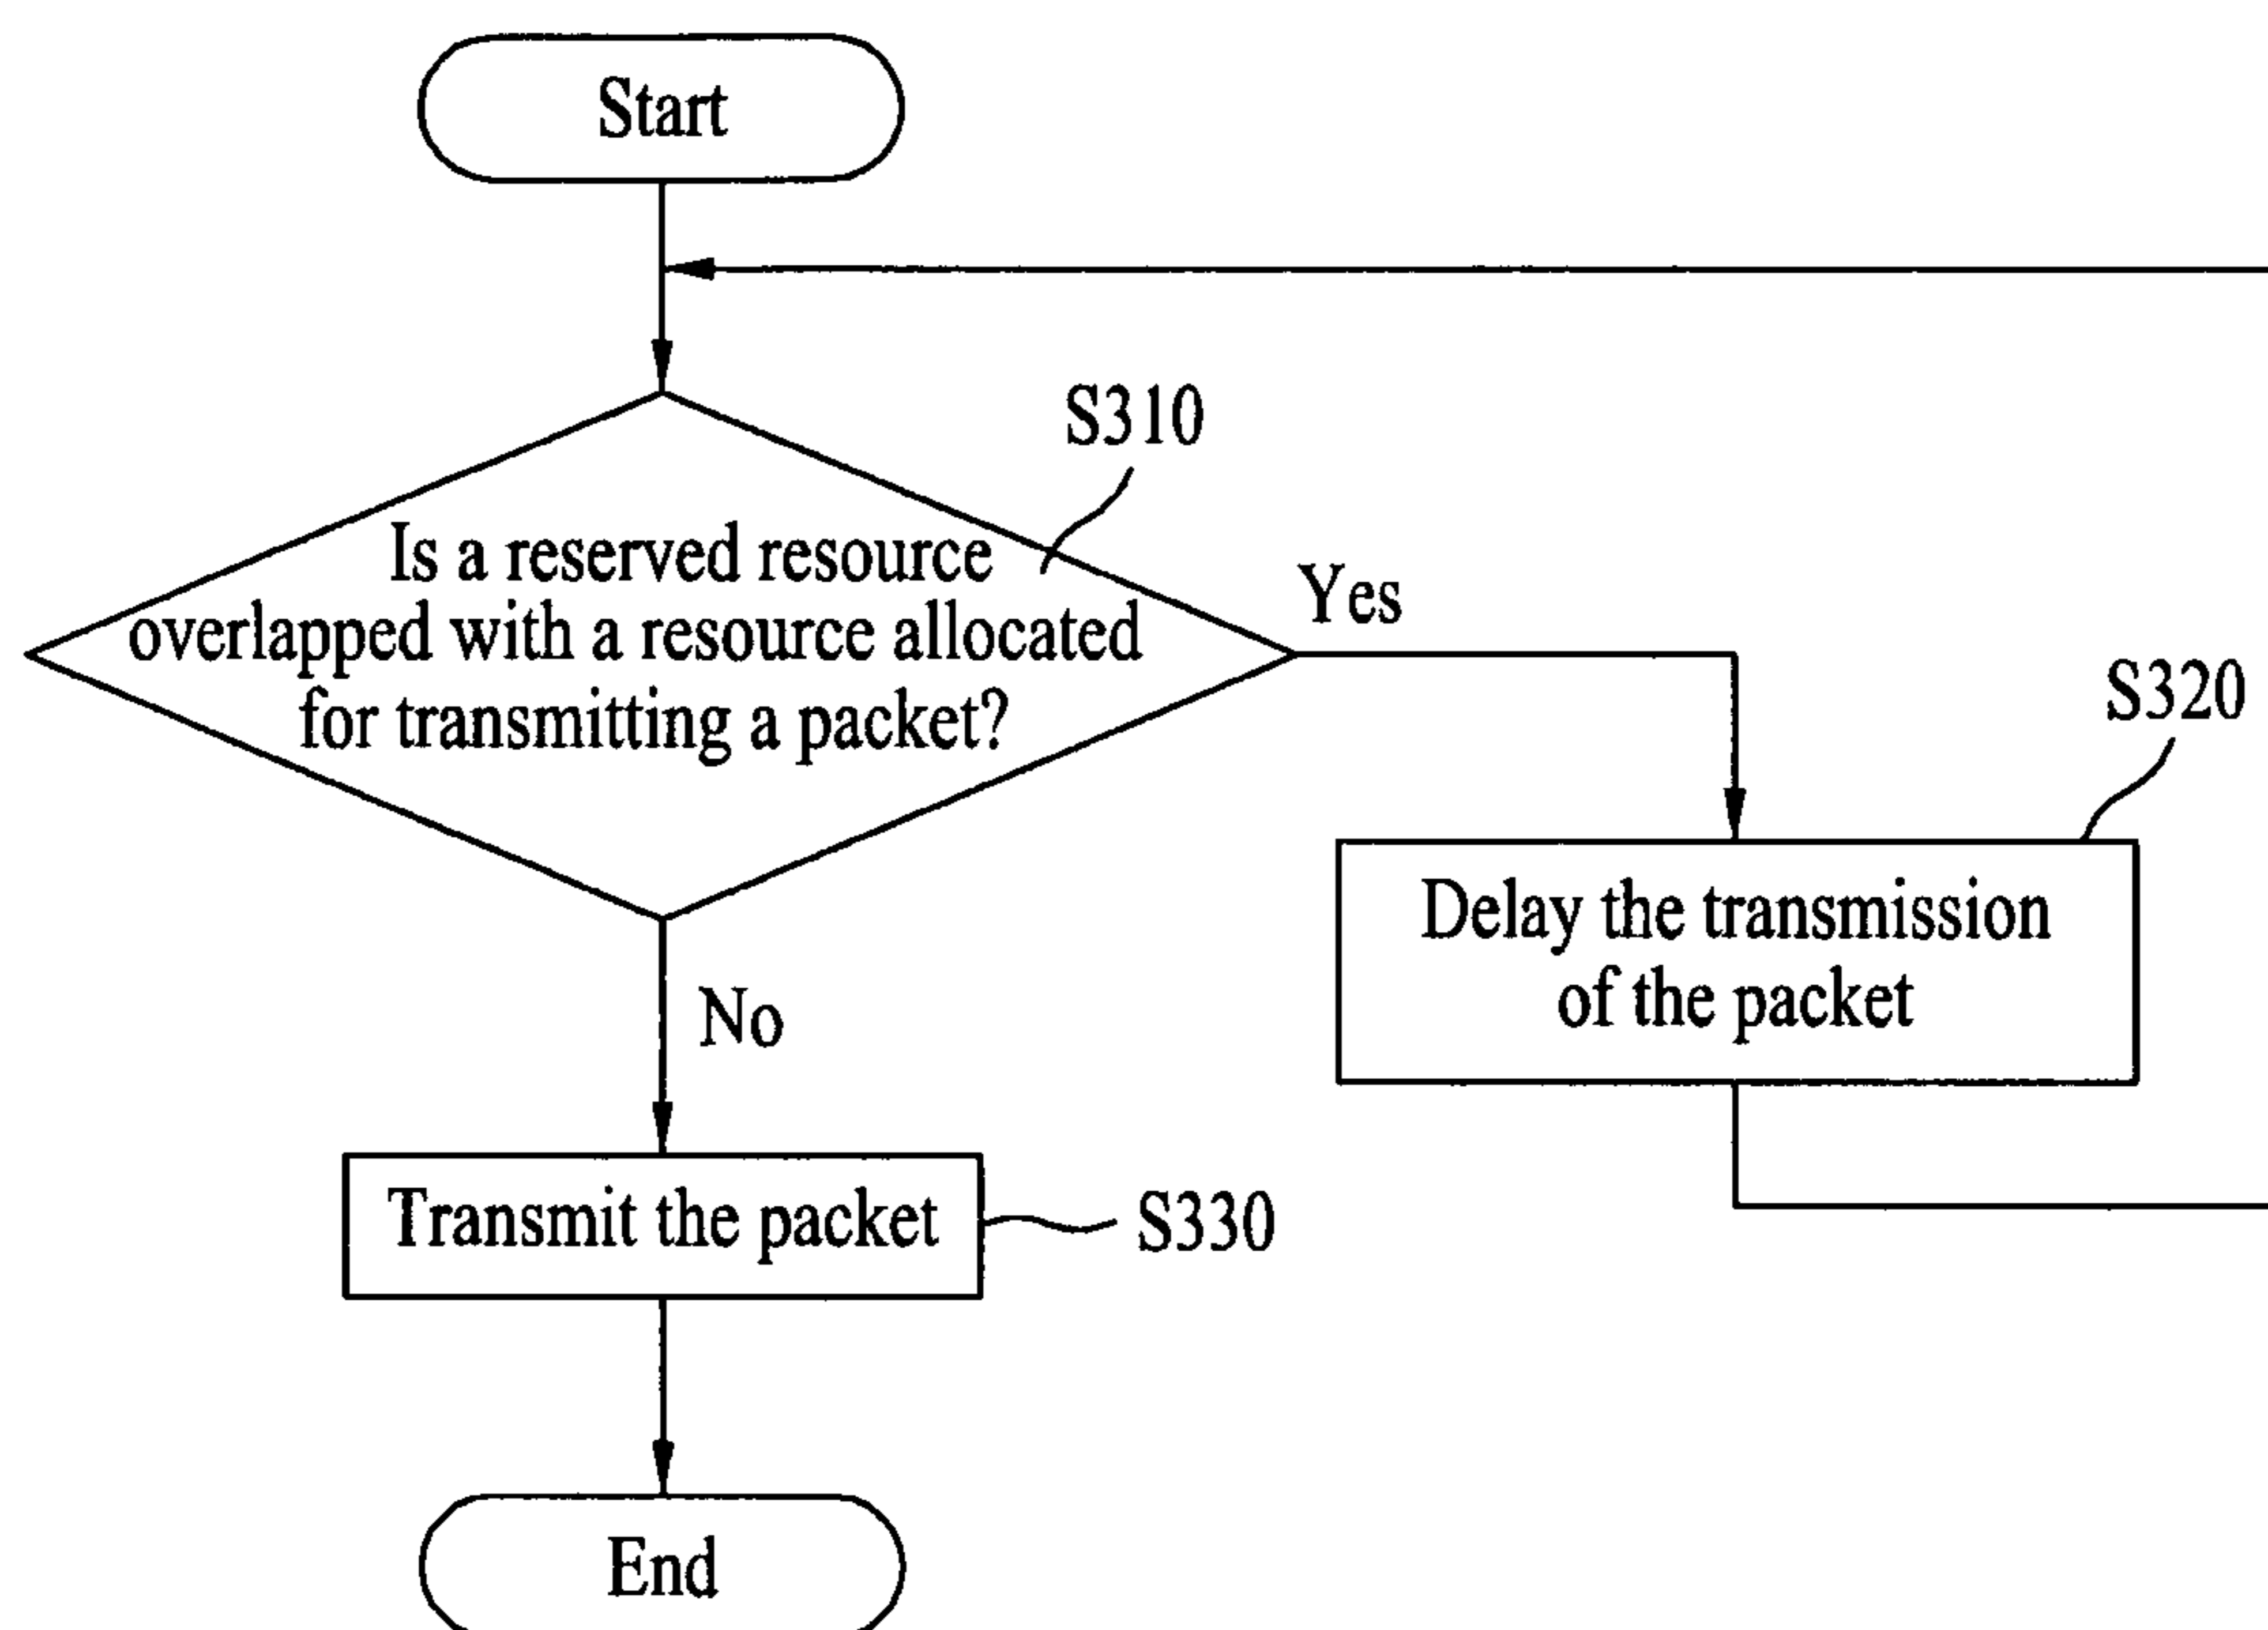 Start
S310
Is a reserved resource
overlapped with a resource allocated
for transmitting a packet?
Yes
S320
Delay the transmission
of the packet
No
Transmit the packet
S330
End